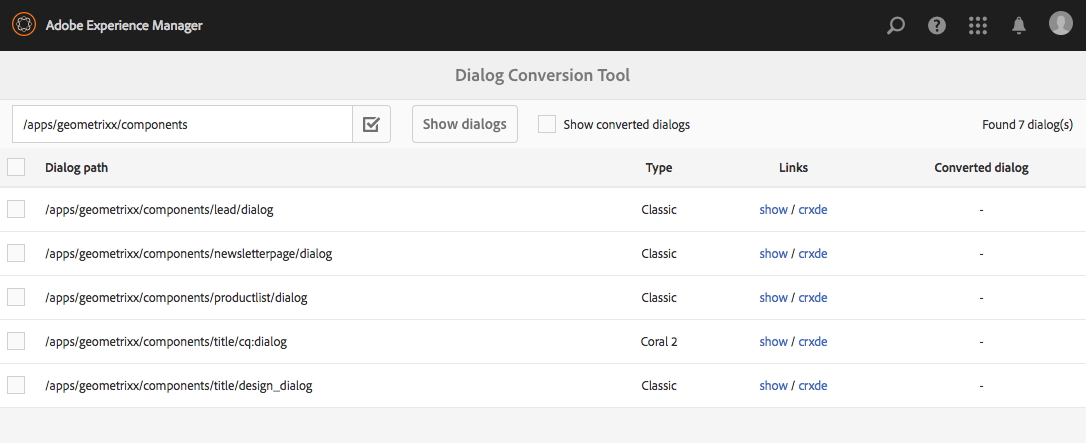 Adobe Experience Manager
Dialog Conversion Tool
/apps/geometrixx/components Show dialogs Show converted dialogs Found 7 dialog(s)
Dialog path Type Links Converted dialog
/apps/geometrixx/components/lead/dialog Classic show / crxde -
/apps/geometrixx/components/newsletterpage/dialog Classic show / crxde -
/apps/geometrixx/components/productlist/dialog Classic show / crxde -
/apps/geometrixx/components/title/cq:dialog Coral 2 show / crxde -
/apps/geometrixx/components/title/design_dialog Classic show / crxde -